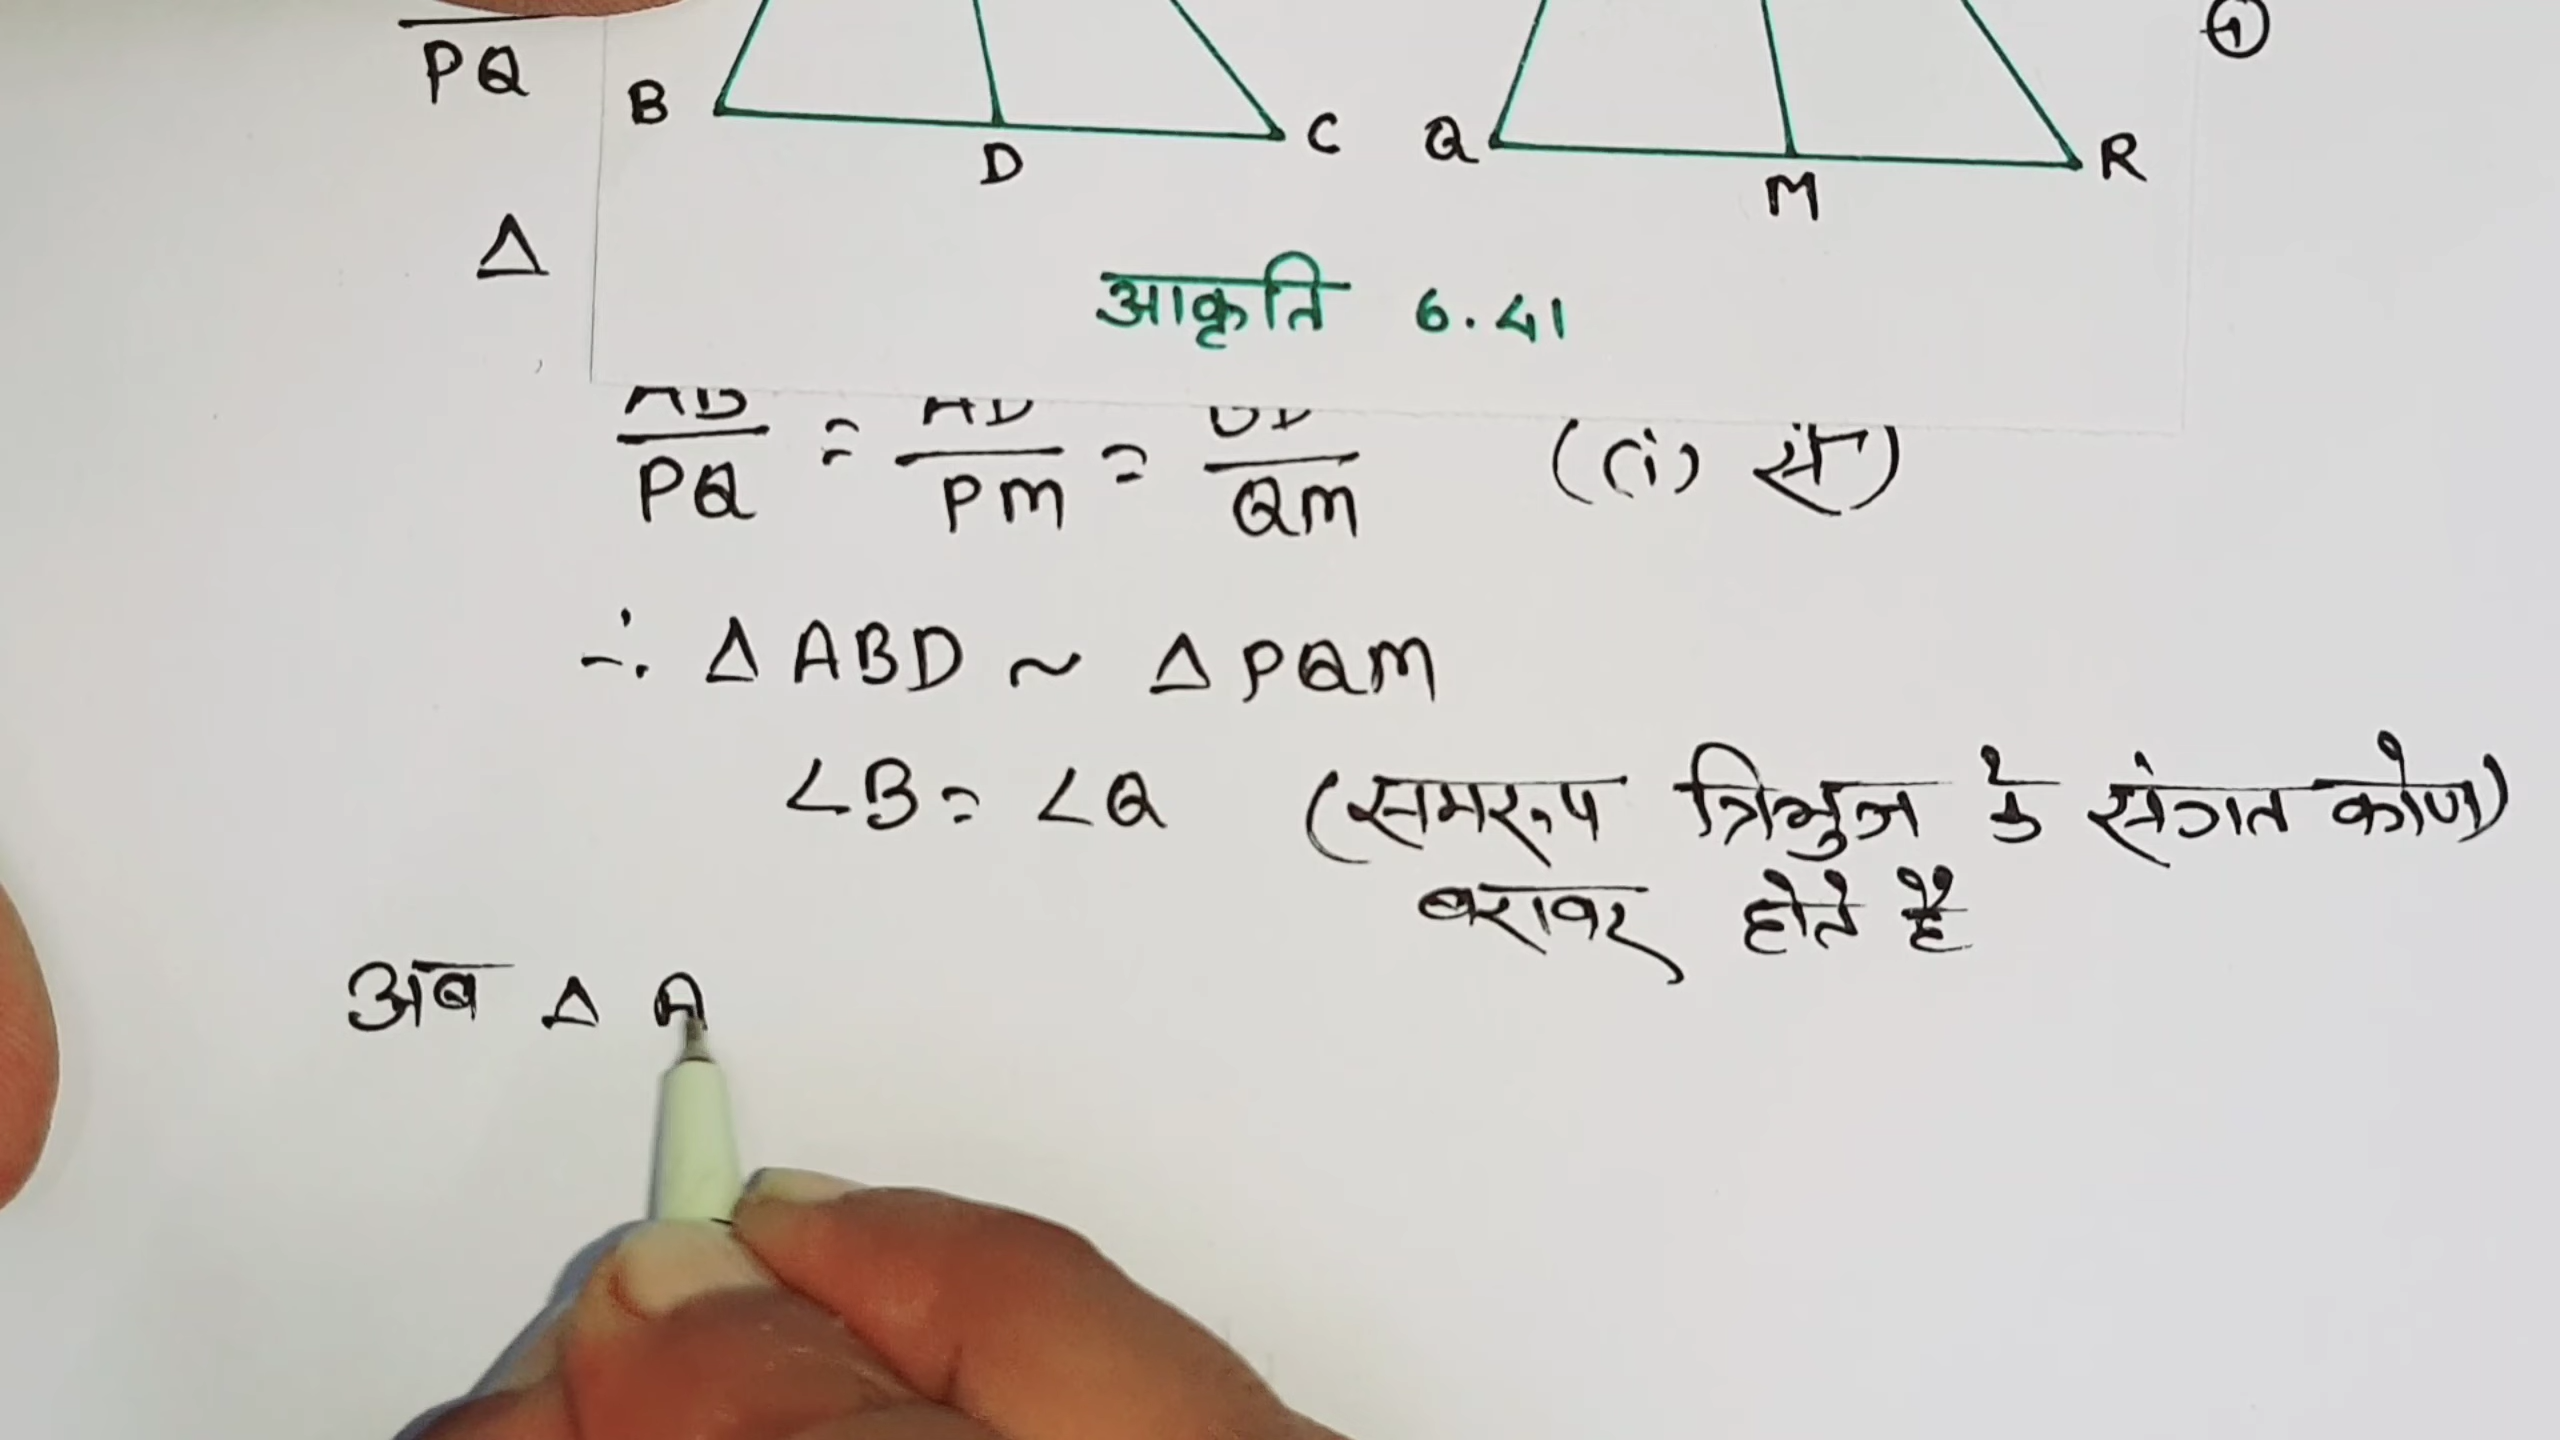 PQ
B D C Q M R
Δ
आकृति 6.41
AB/PQ = AD/PM = BD/QM ((i) से)
∴ Δ ABD ~ Δ PQM
∠B = ∠Q (समरूप त्रिभुज के संगत कोण)
बराबर होते है
अब Δ A